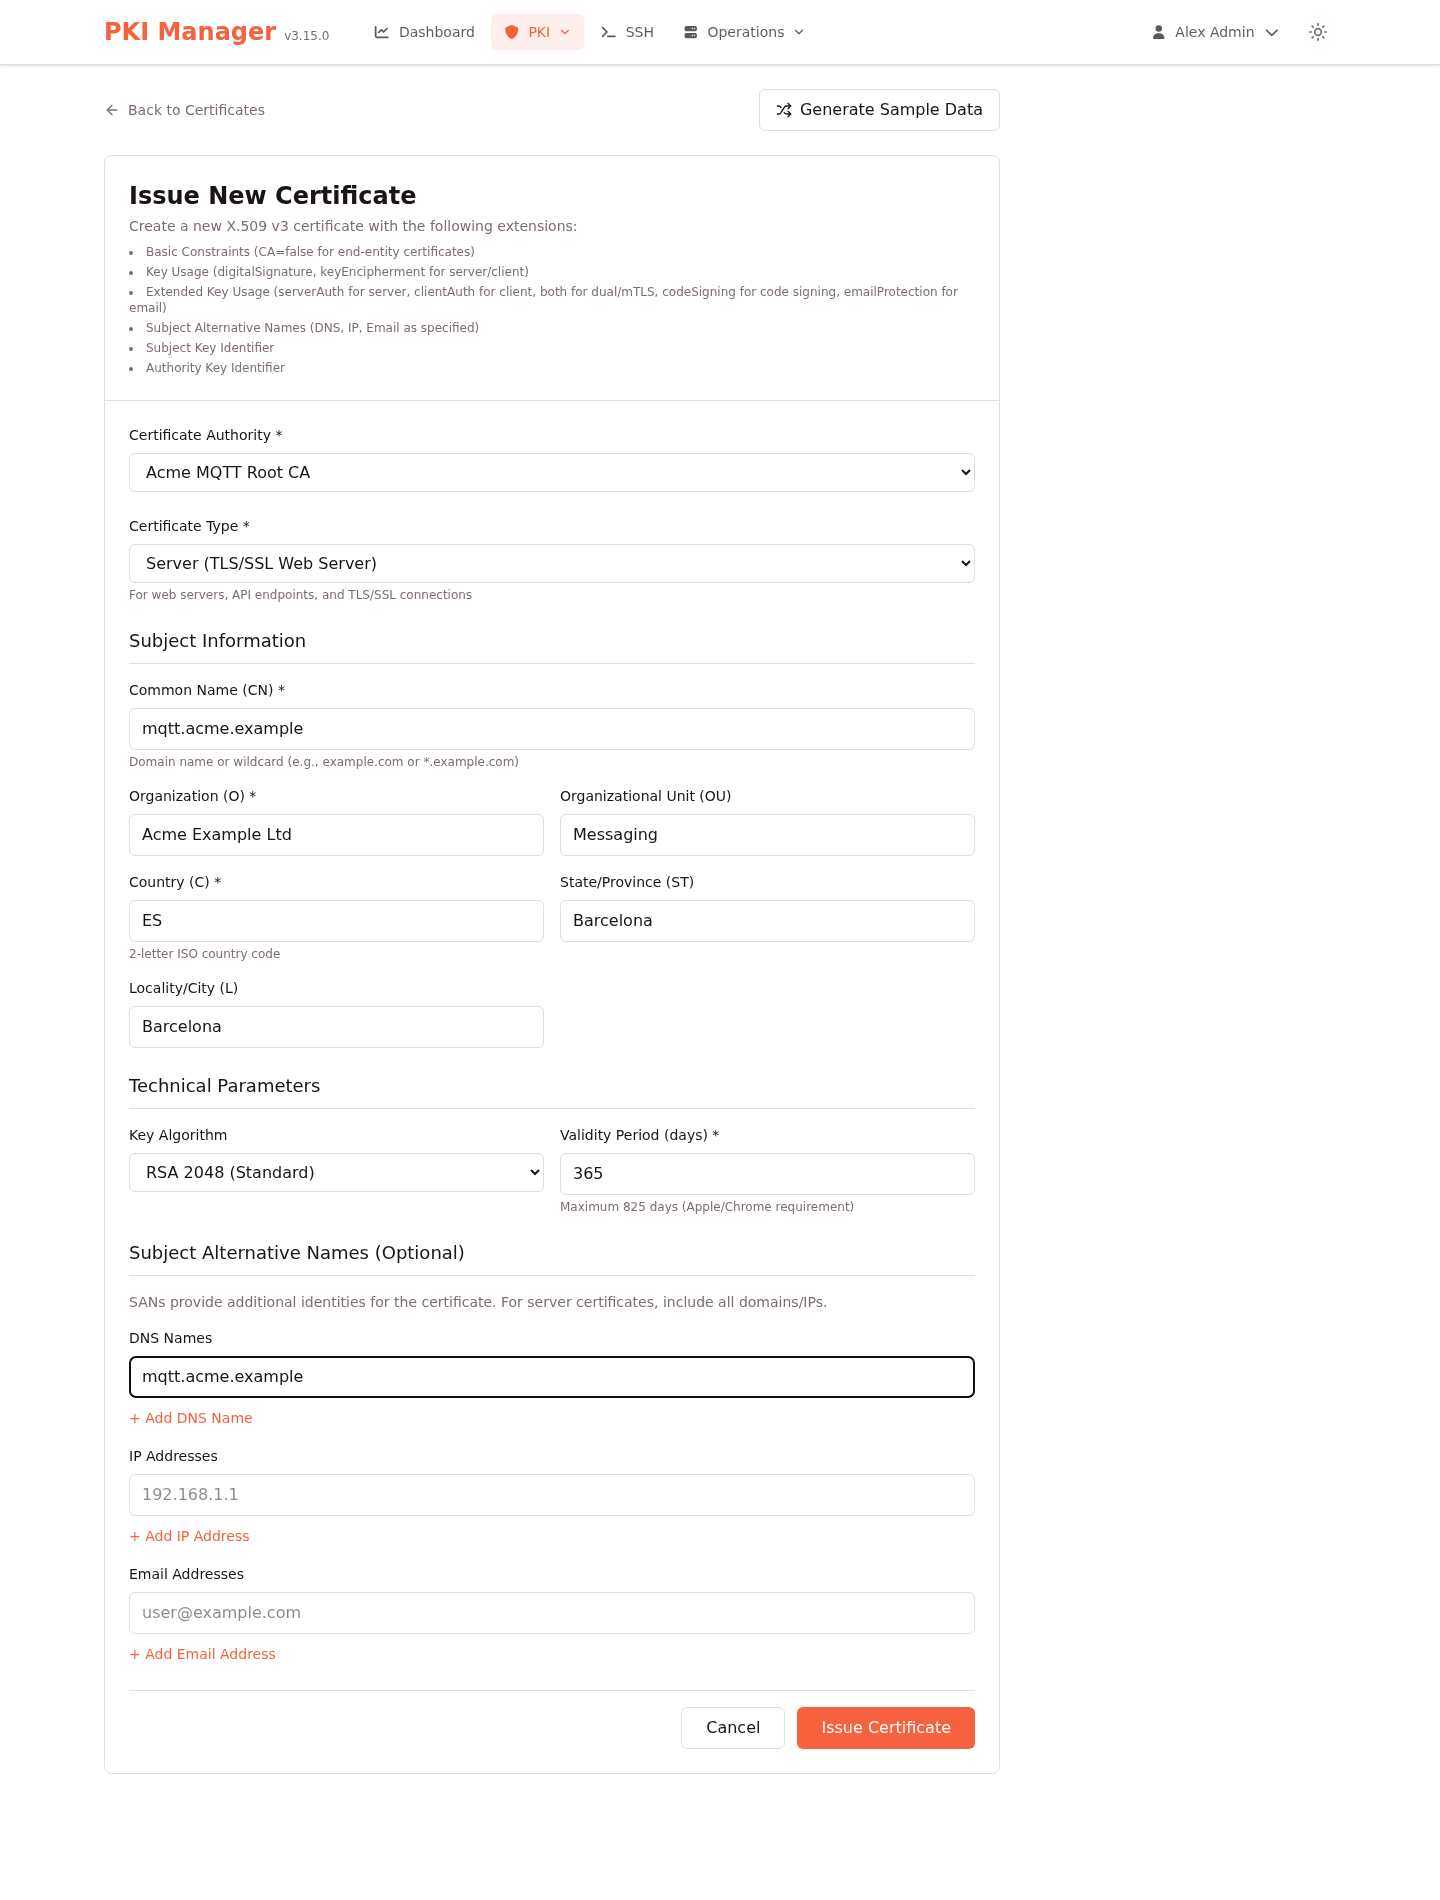 PKI Manager v3.15.0 Dashboard PKI SSH Operations Alex Admin
Back to Certificates
Generate Sample Data
Issue New Certificate
Create a new X.509 v3 certificate with the following extensions:
• Basic Constraints (CA=false for end-entity certificates)
• Key Usage (digitalSignature, keyEncipherment for server/client)
• Extended Key Usage (serverAuth for server, clientAuth for client, both for dual/mTLS, codeSigning for code signing, emailProtection for
email)
• Subject Alternative Names (DNS, IP, Email as specified)
• Subject Key Identifier
• Authority Key Identifier
Certificate Authority *
Acme MQTT Root CA
Certificate Type *
Server (TLS/SSL Web Server)
For web servers, API endpoints, and TLS/SSL connections
Subject Information
Common Name (CN) *
mqtt.acme.example
Domain name or wildcard (e.g., example.com or *.example.com)
Organization (O) *
Acme Example Ltd
Organizational Unit (OU)
Messaging
Country (C) *
ES
2-letter ISO country code
State/Province (ST)
Barcelona
Locality/City (L)
Barcelona
Technical Parameters
Key Algorithm
RSA 2048 (Standard)
Validity Period (days) *
365
Maximum 825 days (Apple/Chrome requirement)
Subject Alternative Names (Optional)
SANs provide additional identities for the certificate. For server certificates, include all domains/IPs.
DNS Names
mqtt.acme.example
+ Add DNS Name
IP Addresses
192.168.1.1
+ Add IP Address
Email Addresses
user@example.com
+ Add Email Address
Cancel
Issue Certificate